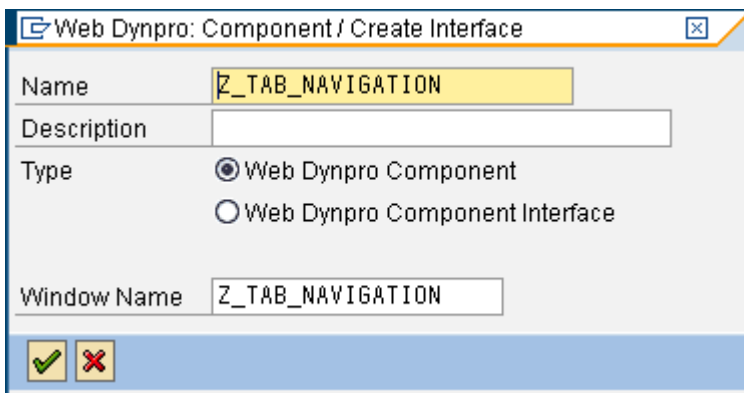 Web Dynpro: Component / Create Interface
Name Z_TAB_NAVIGATION
Description
Type Web Dynpro Component
Web Dynpro Component Interface
Window Name Z_TAB_NAVIGATION